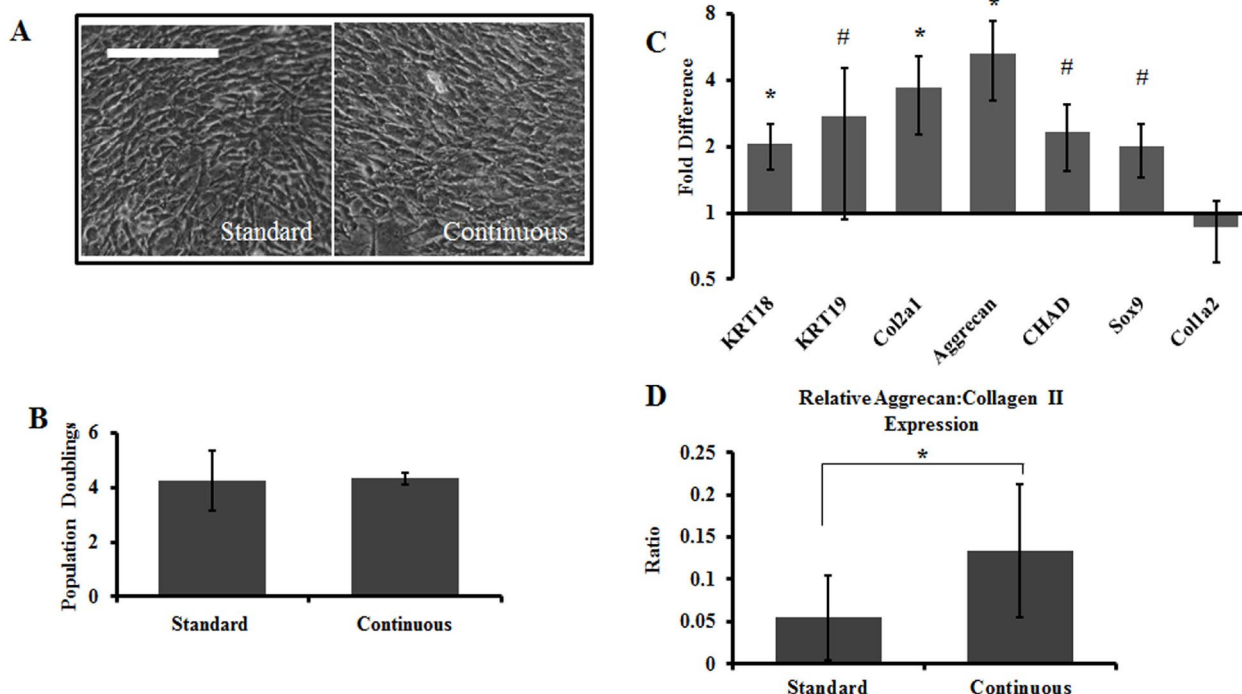 A
Standard
Continuous
B
Population Doublings
6
4
2
0
Standard
Continuous
C
Fold Difference
8
4
2
1
0.5
*
#
*
*
#
#
KRT18
KRT19
Col2a1
Aggrecan
CHAD
Sox9
Col1a2
D
Relative Aggrecan:Collagen II
Expression
Ratio
0.25
0.2
0.15
0.1
0.05
0
*
Standard
Continuous